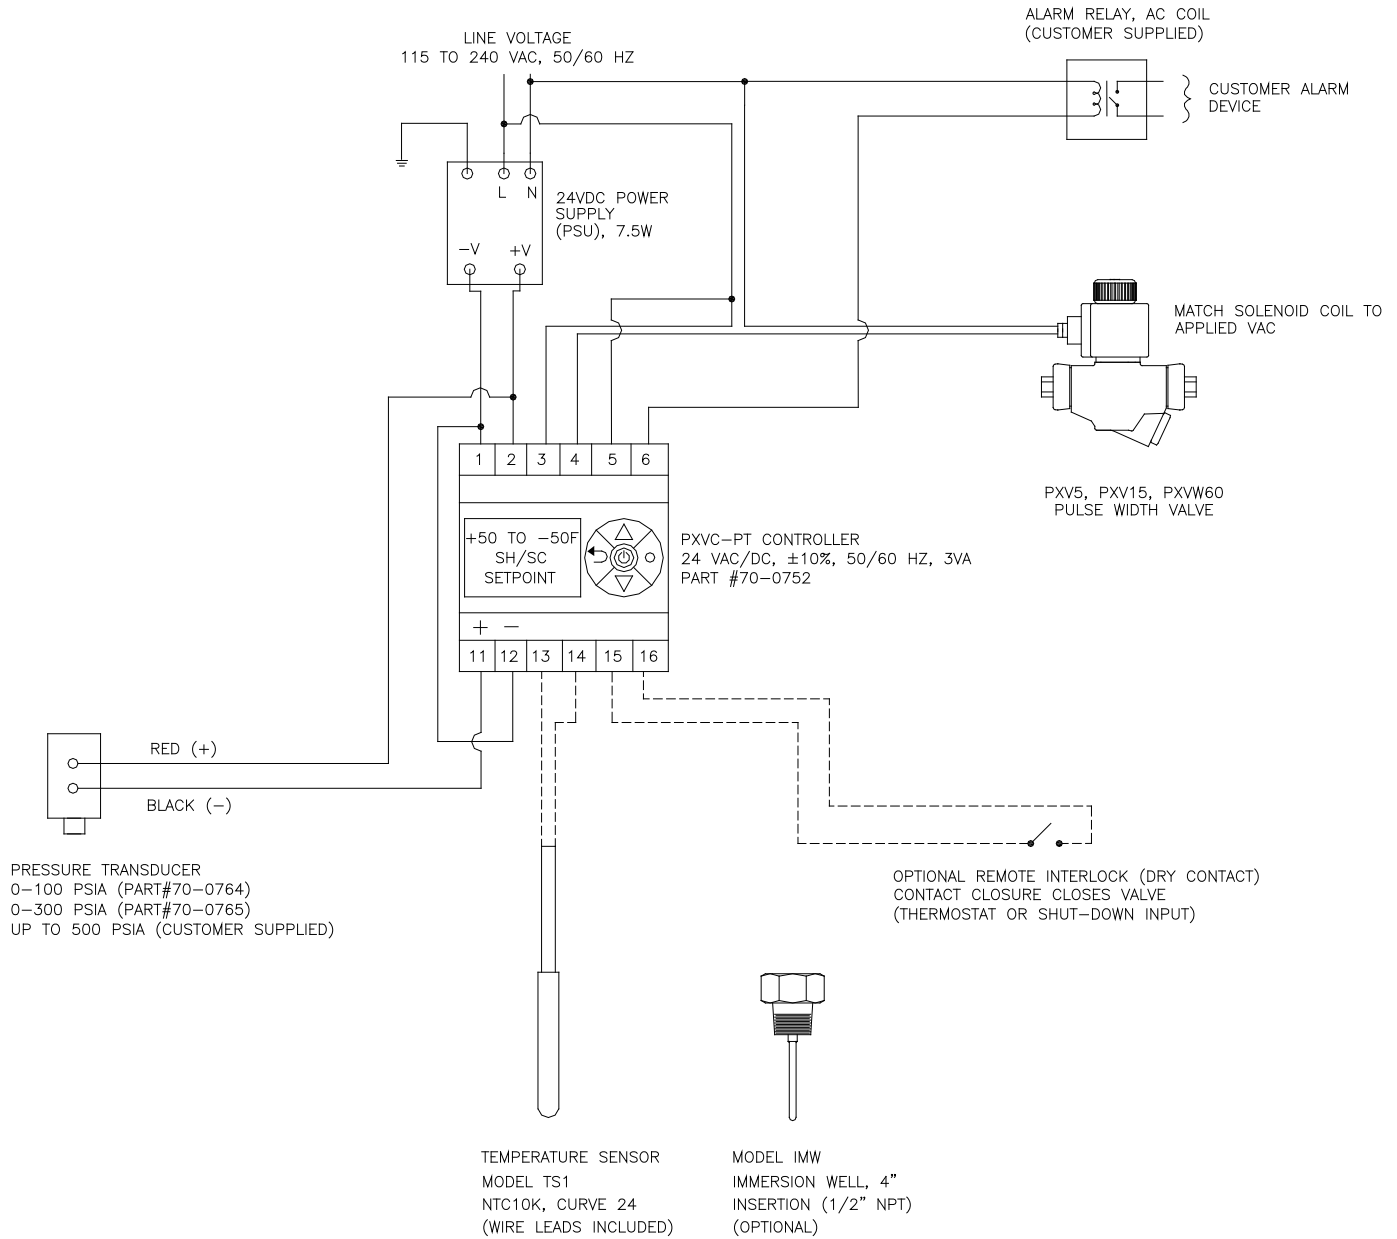 ALARM RELAY, AC COIL
(CUSTOMER SUPPLIED)
LINE VOLTAGE
115 TO 240 VAC, 50/60 HZ
CUSTOMER ALARM
DEVICE
L N
24VDC POWER
SUPPLY
(PSU), 7.5W
−V +V
MATCH SOLENOID COIL TO
APPLIED VAC
1 2 3 4 5 6
PXV5, PXV15, PXVW60
PULSE WIDTH VALVE
+50 TO −50F
SH/SC
SETPOINT
PXVC−PT CONTROLLER
24 VAC/DC, ±10%, 50/60 HZ, 3VA
PART #70−0752
+ −
11 12 13 14 15 16
RED (+)
BLACK (−)
PRESSURE TRANSDUCER
0−100 PSIA (PART#70−0764)
0−300 PSIA (PART#70−0765)
UP TO 500 PSIA (CUSTOMER SUPPLIED)
OPTIONAL REMOTE INTERLOCK (DRY CONTACT)
CONTACT CLOSURE CLOSES VALVE
(THERMOSTAT OR SHUT−DOWN INPUT)
TEMPERATURE SENSOR
MODEL TS1
NTC10K, CURVE 24
(WIRE LEADS INCLUDED)
MODEL IMW
IMMERSION WELL, 4"
INSERTION (1/2" NPT)
(OPTIONAL)